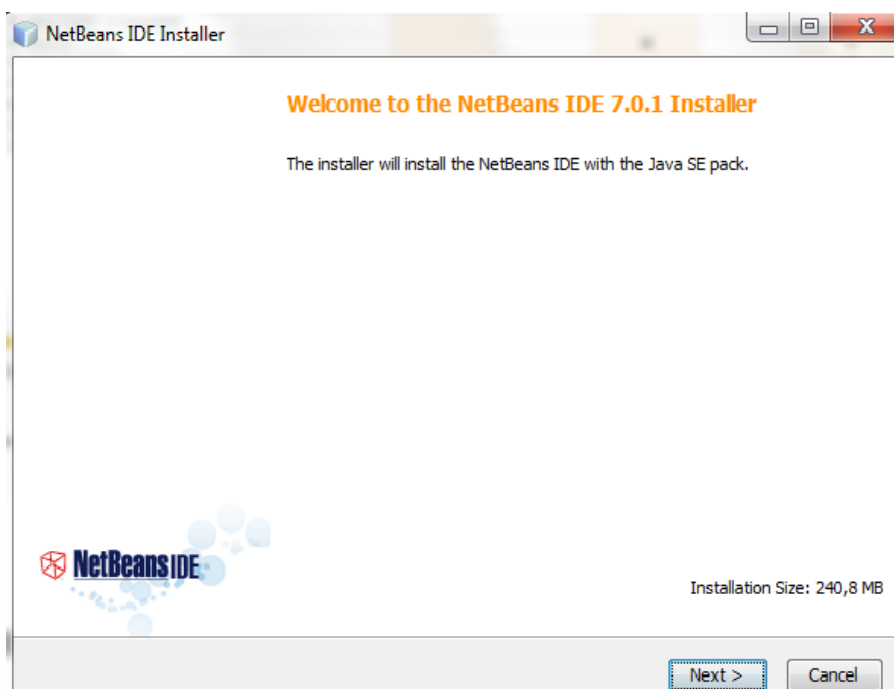 NetBeans IDE Installer
Welcome to the NetBeans IDE 7.0.1 Installer
The installer will install the NetBeans IDE with the Java SE pack.
NetBeans IDE
Installation Size: 240,8 MB
Next > Cancel